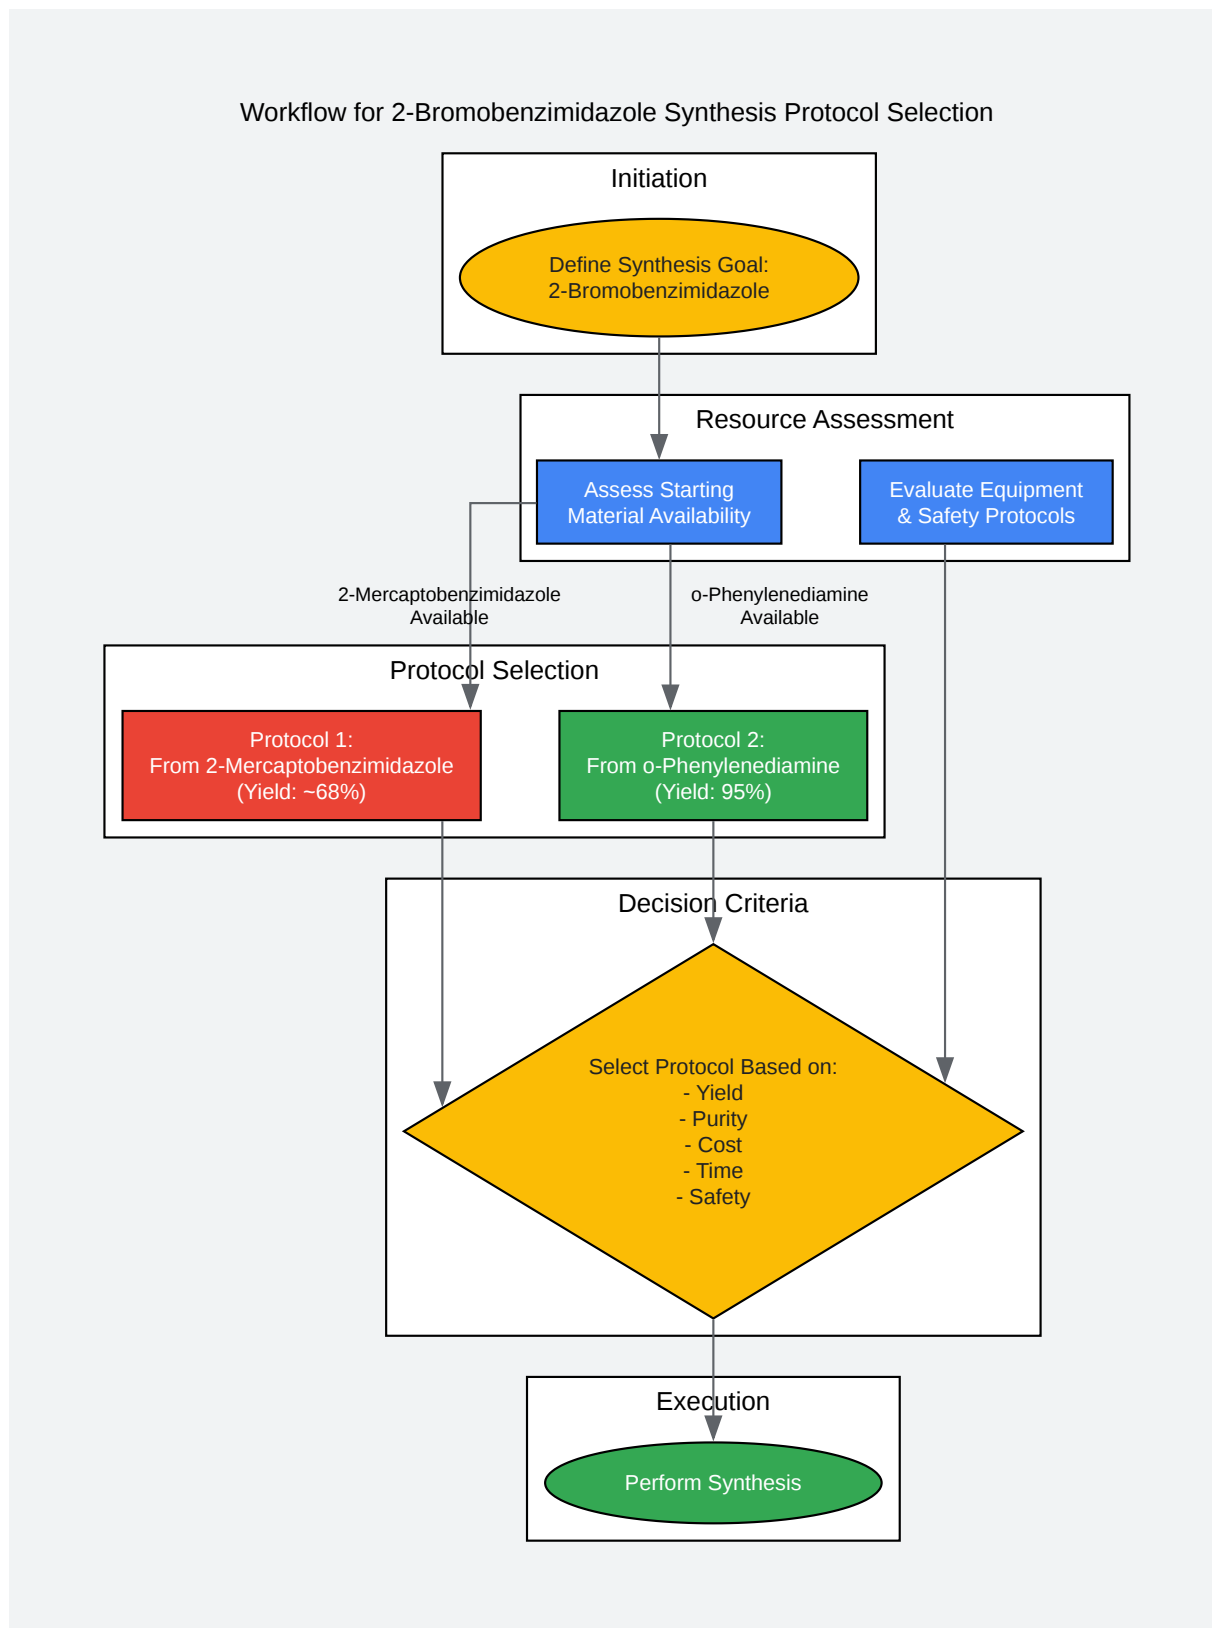 Workflow for 2-Bromobenzimidazole Synthesis Protocol Selection
Initiation
Define Synthesis Goal:
2-Bromobenzimidazole
Resource Assessment
Assess Starting
Material Availability
Evaluate Equipment
& Safety Protocols
2-Mercaptobenzimidazole
Available
o-Phenylenediamine
Available
Protocol Selection
Protocol 1:
From 2-Mercaptobenzimidazole
(Yield: ~68%)
Protocol 2:
From o-Phenylenediamine
(Yield: 95%)
Decision Criteria
Select Protocol Based on:
- Yield
- Purity
- Cost
- Time
- Safety
Execution
Perform Synthesis